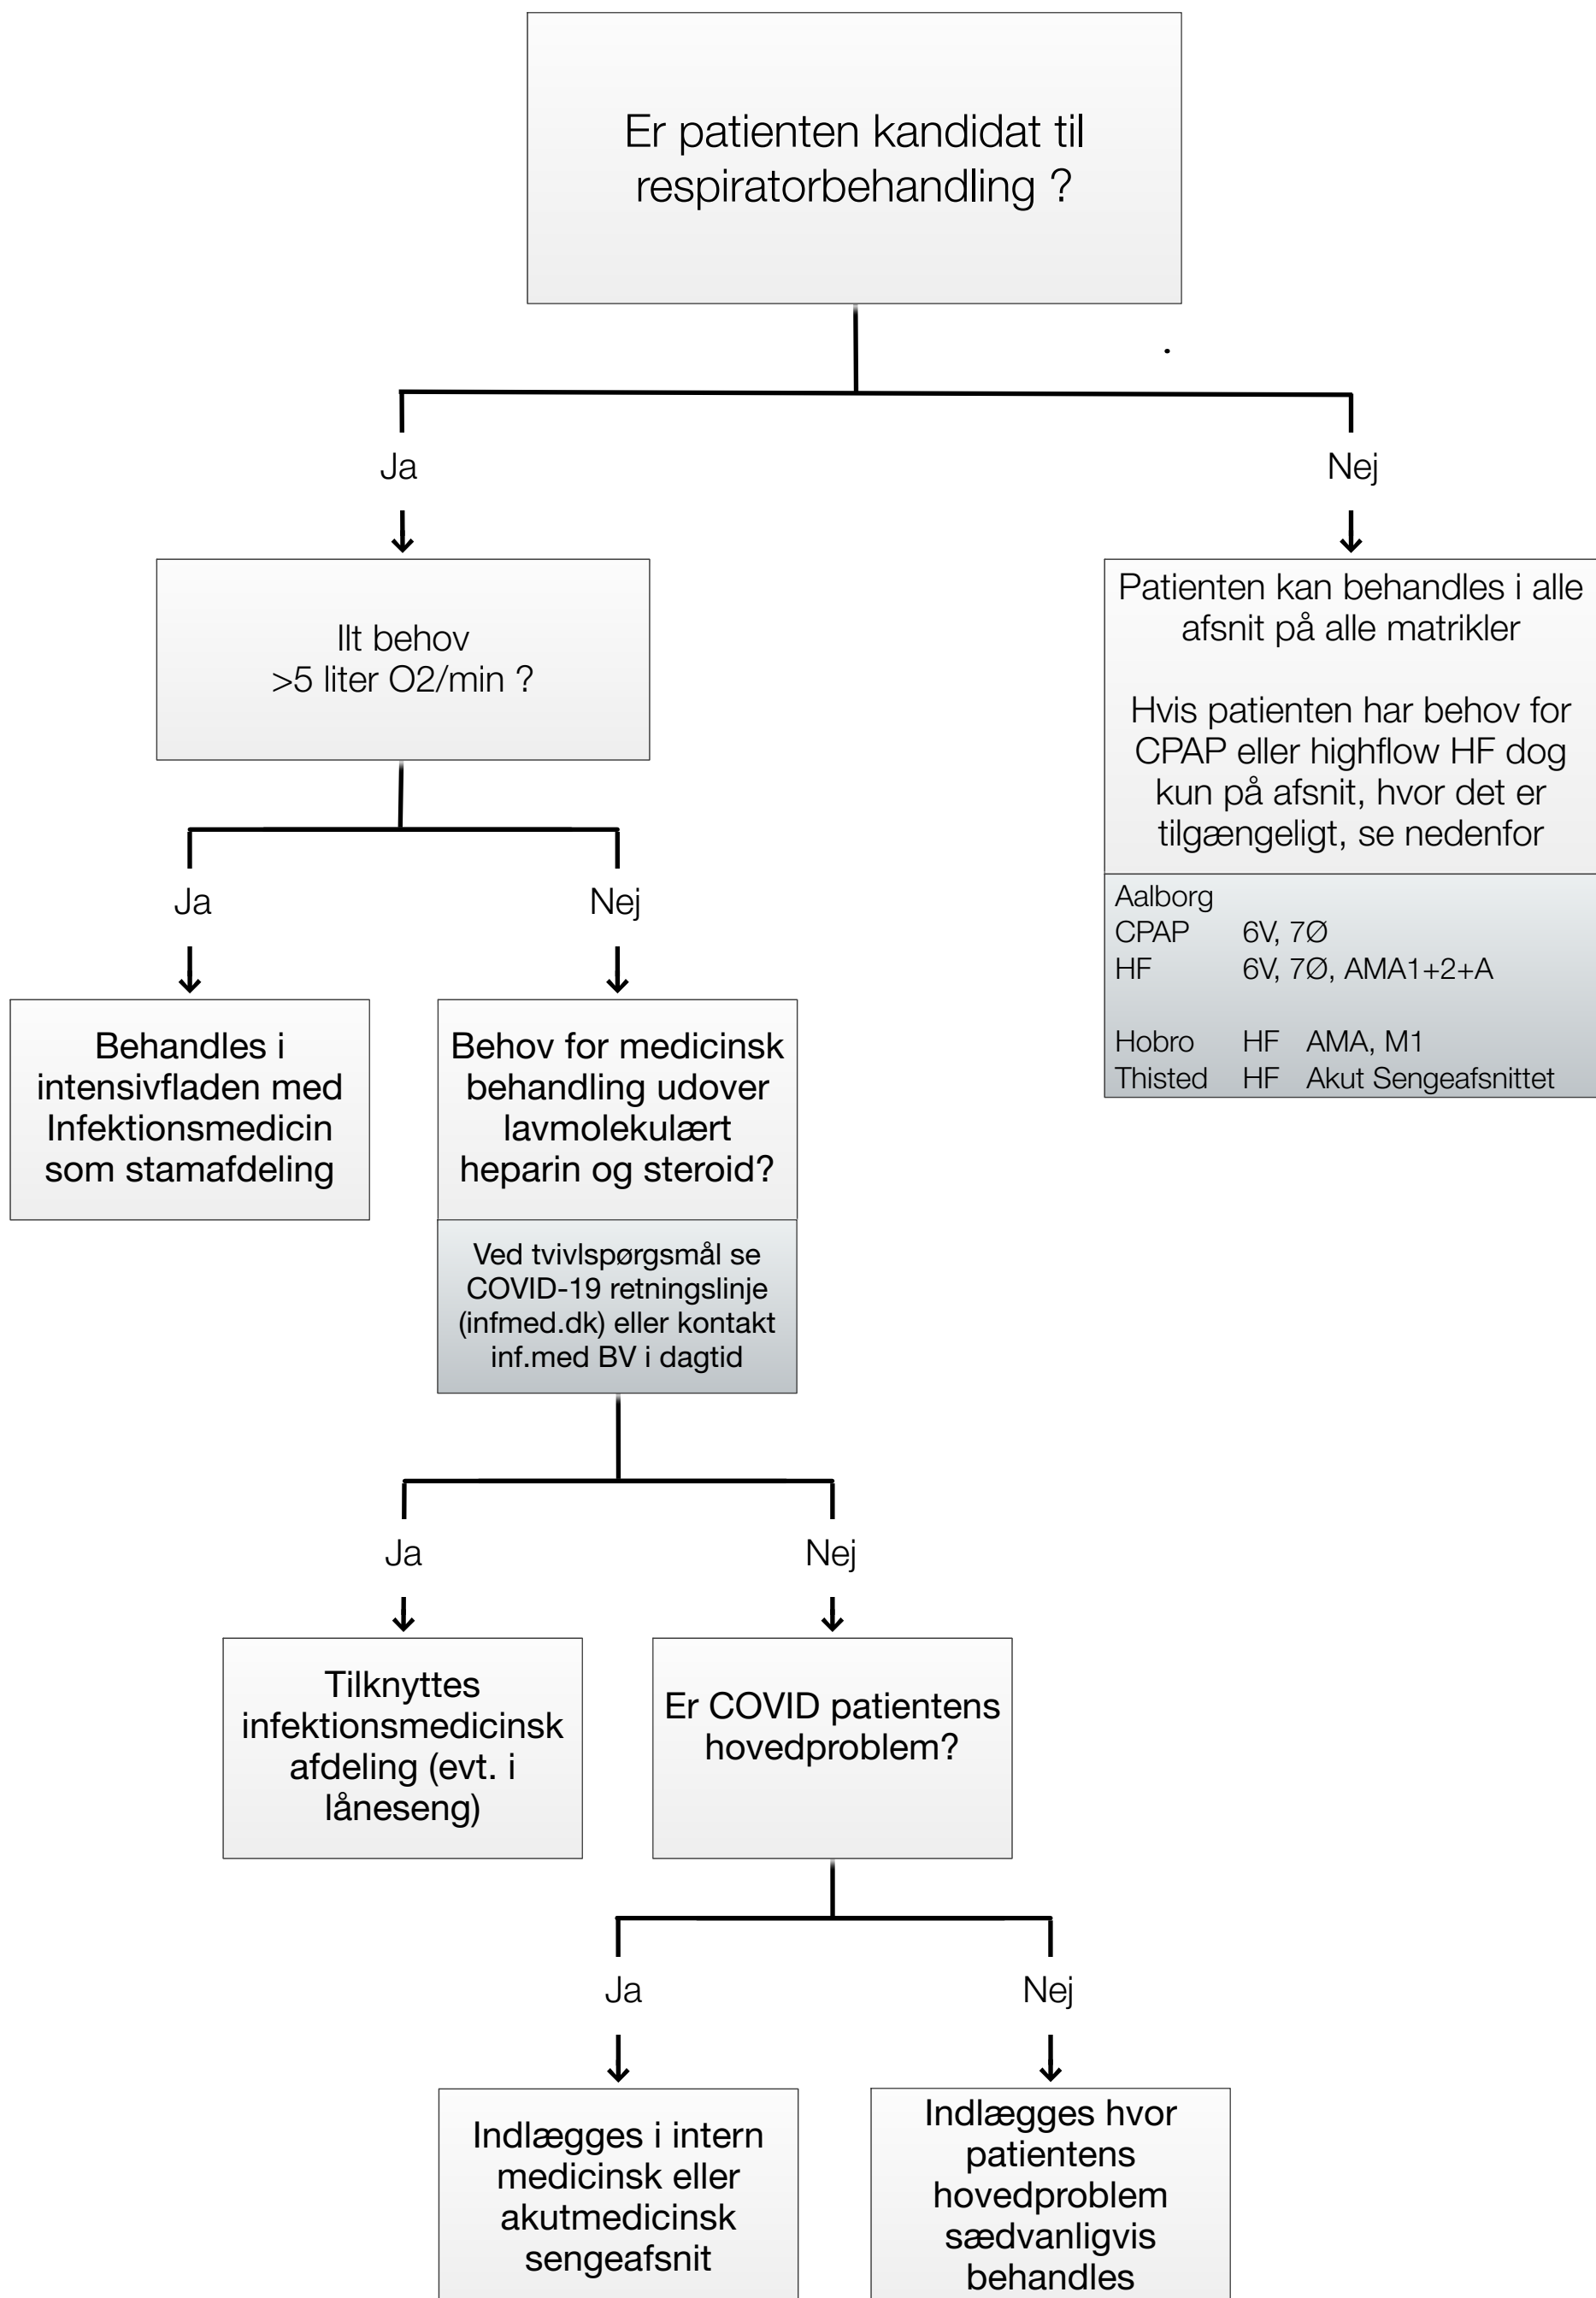 Er patienten kandidat til
respiratorbehandling ?
Ja
Nej
Ilt behov
>5 liter O2/min ?
Patienten kan behandles i alle
afsnit på alle matrikler
Hvis patienten har behov for
CPAP eller highflow HF dog
kun på afsnit, hvor det er
tilgængeligt, se nedenfor
Aalborg
CPAP 6V, 7Ø
HF 6V, 7Ø, AMA1+2+A
Hobro HF AMA, M1
Thisted HF Akut Sengeafsnittet
Ja
Nej
Behandles i
intensivfladen med
Infektionsmedicin
som stamafdeling
Behov for medicinsk
behandling udover
lavmolekulært
heparin og steroid?
Ved tvivlspørgsmål se
COVID-19 retningslinje
(infmed.dk) eller kontakt
inf.med BV i dagtid
Ja
Nej
Tilknyttes
infektionsmedicinsk
afdeling (evt. i
låneseng)
Er COVID patientens
hovedproblem?
Ja
Nej
Indlægges i intern
medicinsk eller
akutmedicinsk
sengeafsnit
Indlægges hvor
patientens
hovedproblem
sædvanligvis
behandles